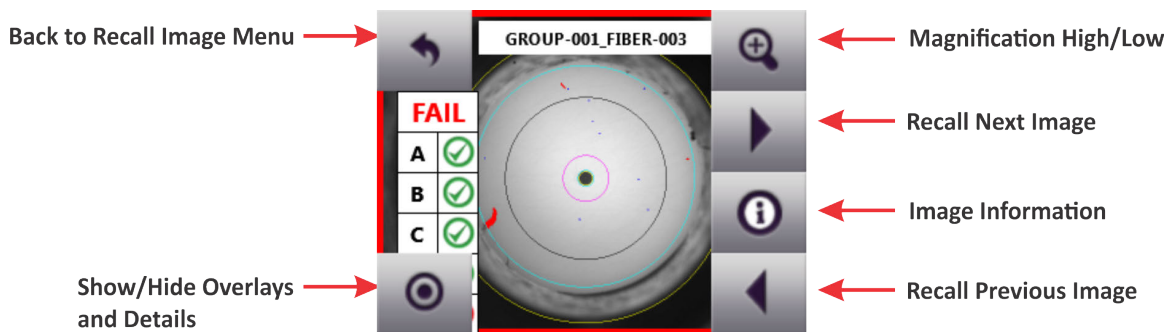 Back to Recall Image Menu
GROUP-001_FIBER-003
Magnification High/Low
FAIL
A
B
C
Recall Next Image
Image Information
Show/Hide Overlays
and Details
Recall Previous Image